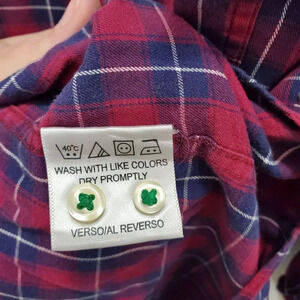 40°C
WASH WITH LIKE COLORS
DRY PROMPTLY
VERSO/AL REVERSO